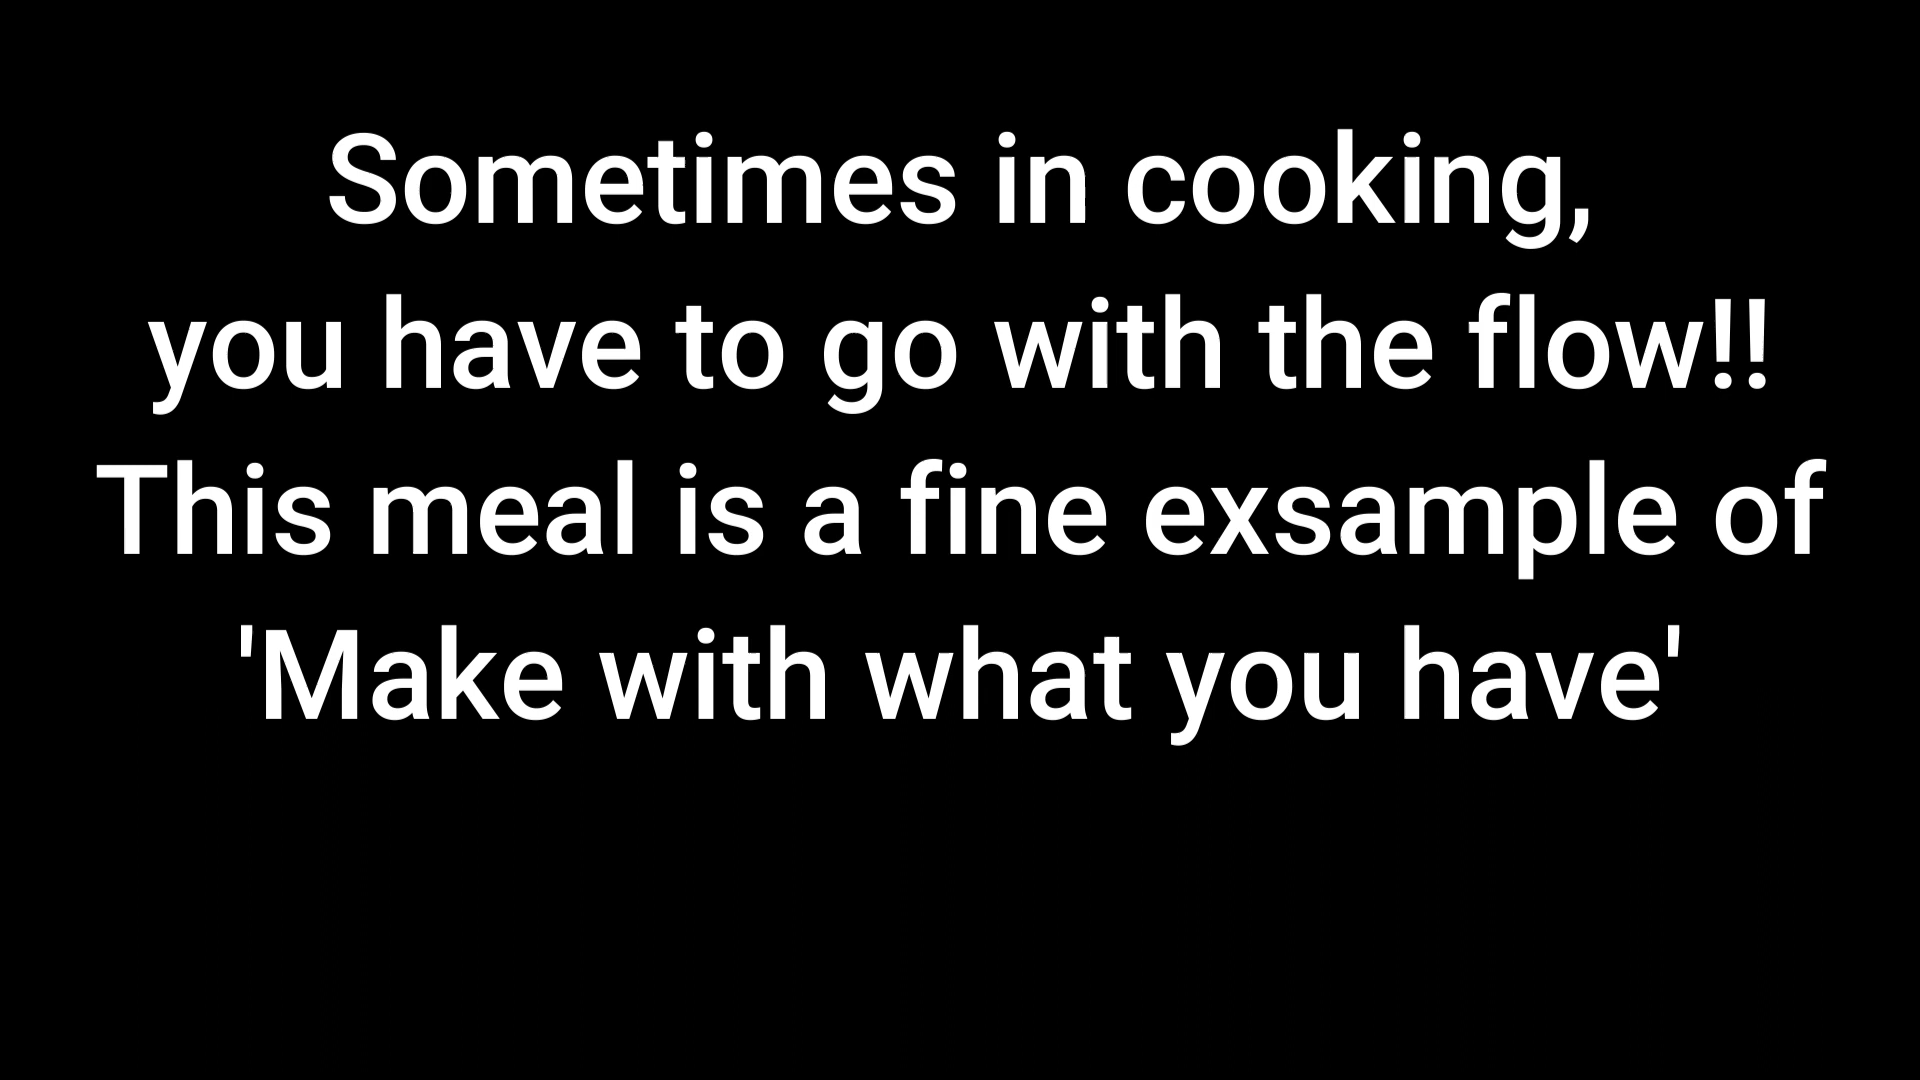 Sometimes in cooking,
you have to go with the flow!!
This meal is a fine exsample of
'Make with what you have'